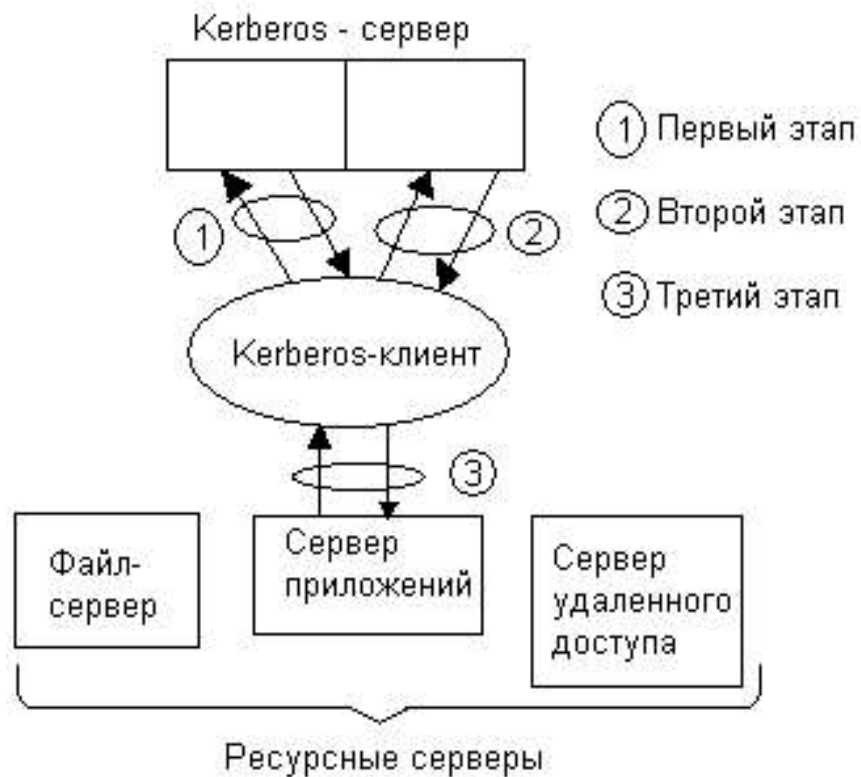 Kerberos - сервер
1 Первый этап
2 Второй этап
3 Третий этап
1
2
Kerberos-клиент
3
Файл-
сервер
Сервер
приложений
Сервер
удаленного
доступа
Ресурсные серверы